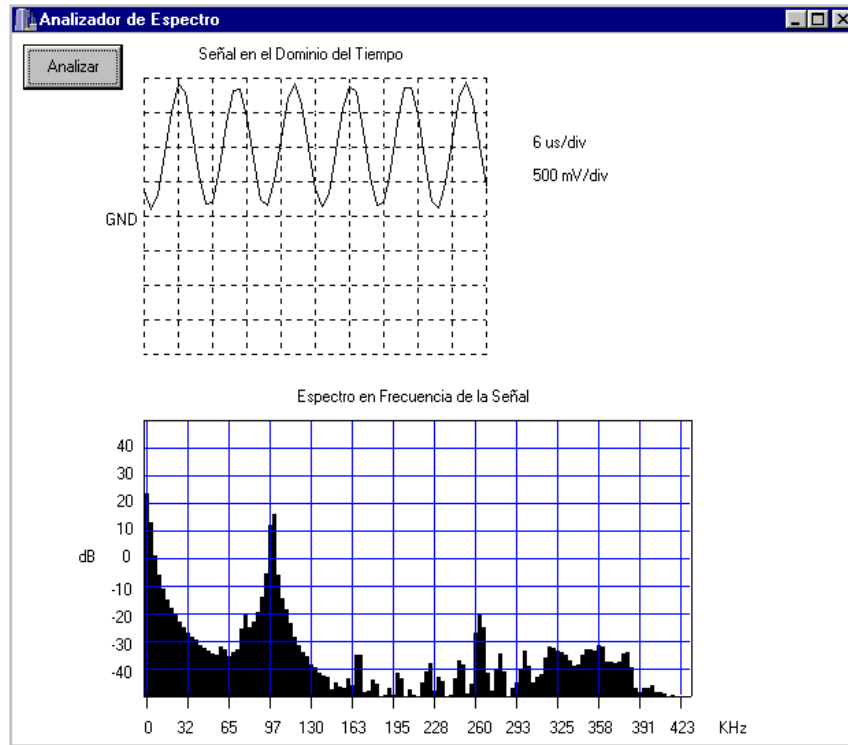 Analizador de Espectro
Analizar
Señal en el Dominio del Tiempo
6 us/div
500 mV/div
GND
Espectro en Frecuencia de la Señal
40
30
20
10
dB 0
-10
-20
-30
-40
0 32 65 97 130 163 195 228 260 293 325 358 391 423 KHz